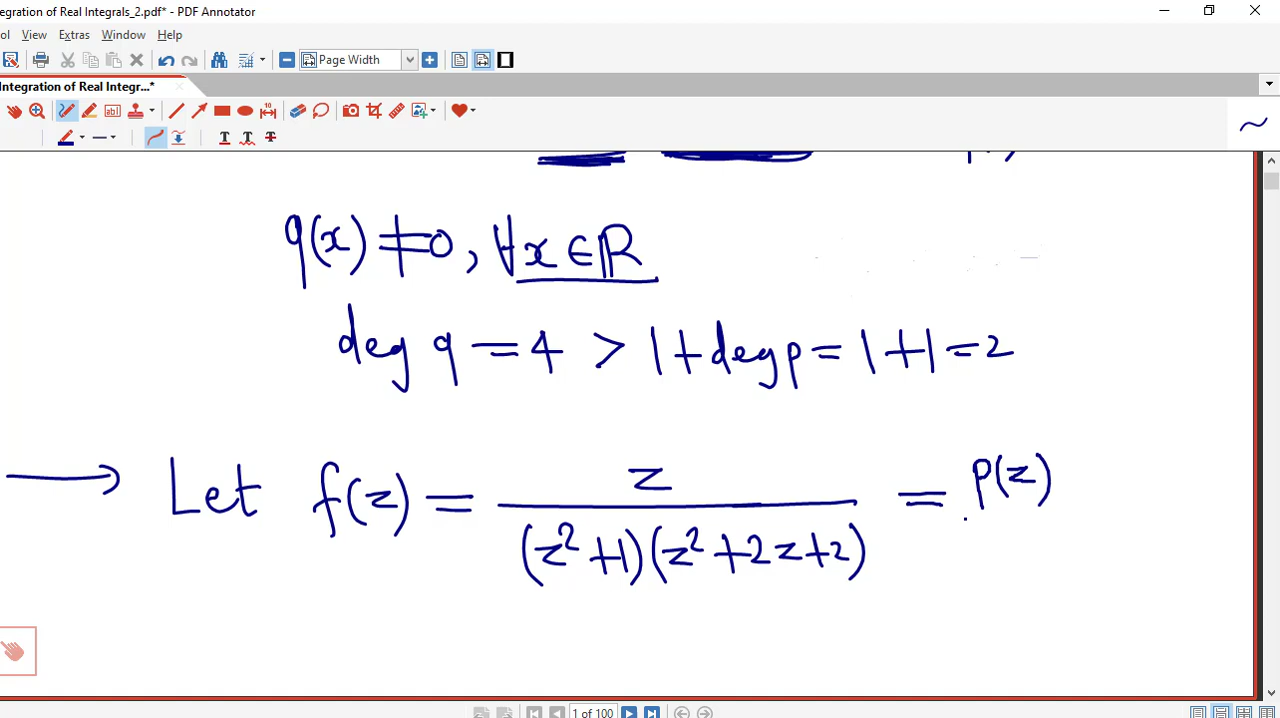 egration of Real Integrals_2.pdf* - PDF Annotator
ol View Extras Window Help
Page Width
Integration of Real Integr...*
q(x) ≠ 0, ∀x ∈ ℝ
deg q = 4 > 1 + deg p = 1 + 1 = 2
→ Let f(z) = z / (z² + 1)(z² + 2z + 2) = p(z)
1 of 100